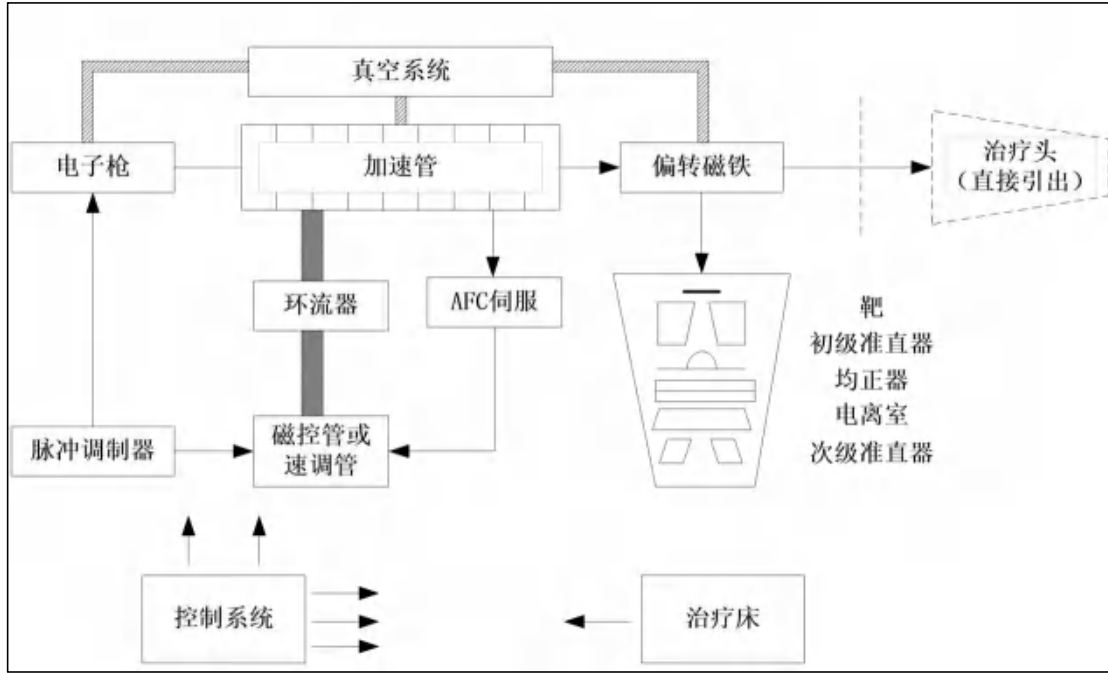 真空系统
电子枪
加速管
偏转磁铁
治疗头
（直接引出）
环流器
AFC伺服
靶
初级准直器
均正器
电离室
次级准直器
脉冲调制器
磁控管或
速调管
控制系统
治疗床